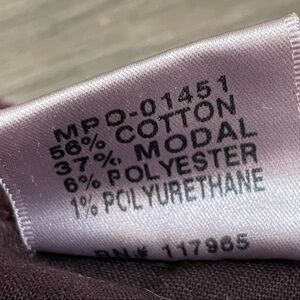 MPO-01451
56% COTTON
37% MODAL
6% POLYESTER
1% POLYURETHANE
RN# 117965